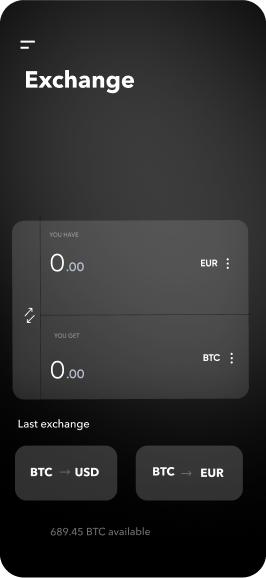 Exchange
YOU HAVE
0.00 EUR
YOU GET
0.00 BTC
Last exchange
BTC → USD BTC → EUR
689.45 BTC available